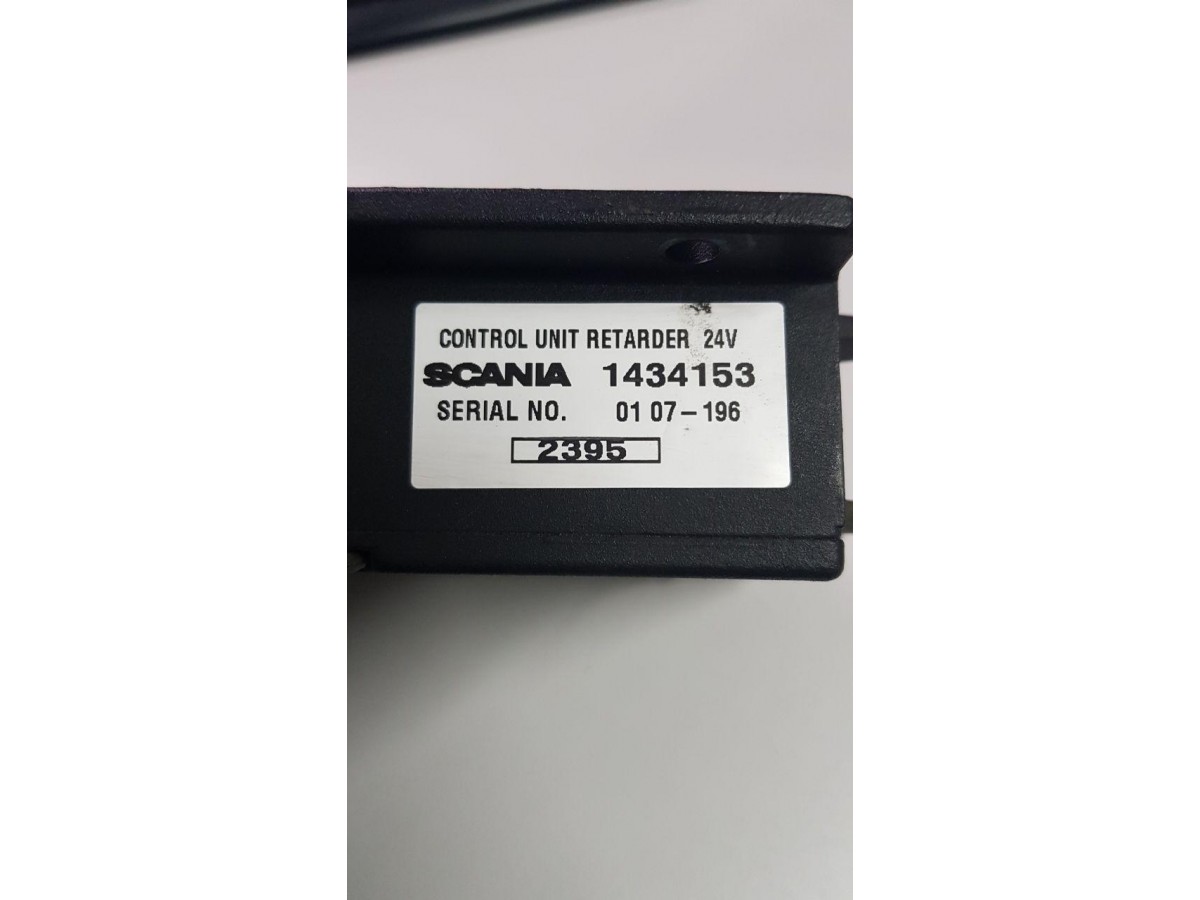 CONTROL UNIT RETARDER 24V
SCANIA 1434153
SERIAL NO. 01 07-196
2395